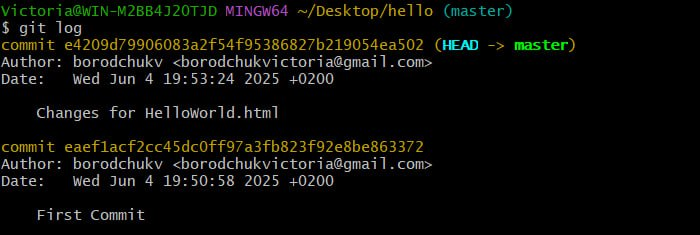 Victoria@WIN-M2BB4J2OTJD MINGW64 ~/Desktop/hello (master)
$ git log
commit e4209d79906083a2f54f95386827b219054ea502 (HEAD -> master)
Author: borodchukv <borodchukvictoria@gmail.com>
Date:   Wed Jun 4 19:53:24 2025 +0200
    Changes for HelloWorld.html
commit eaef1acf2cc45dc0ff97a3fb823f92e8be863372
Author: borodchukv <borodchukvictoria@gmail.com>
Date:   Wed Jun 4 19:50:58 2025 +0200
    First Commit